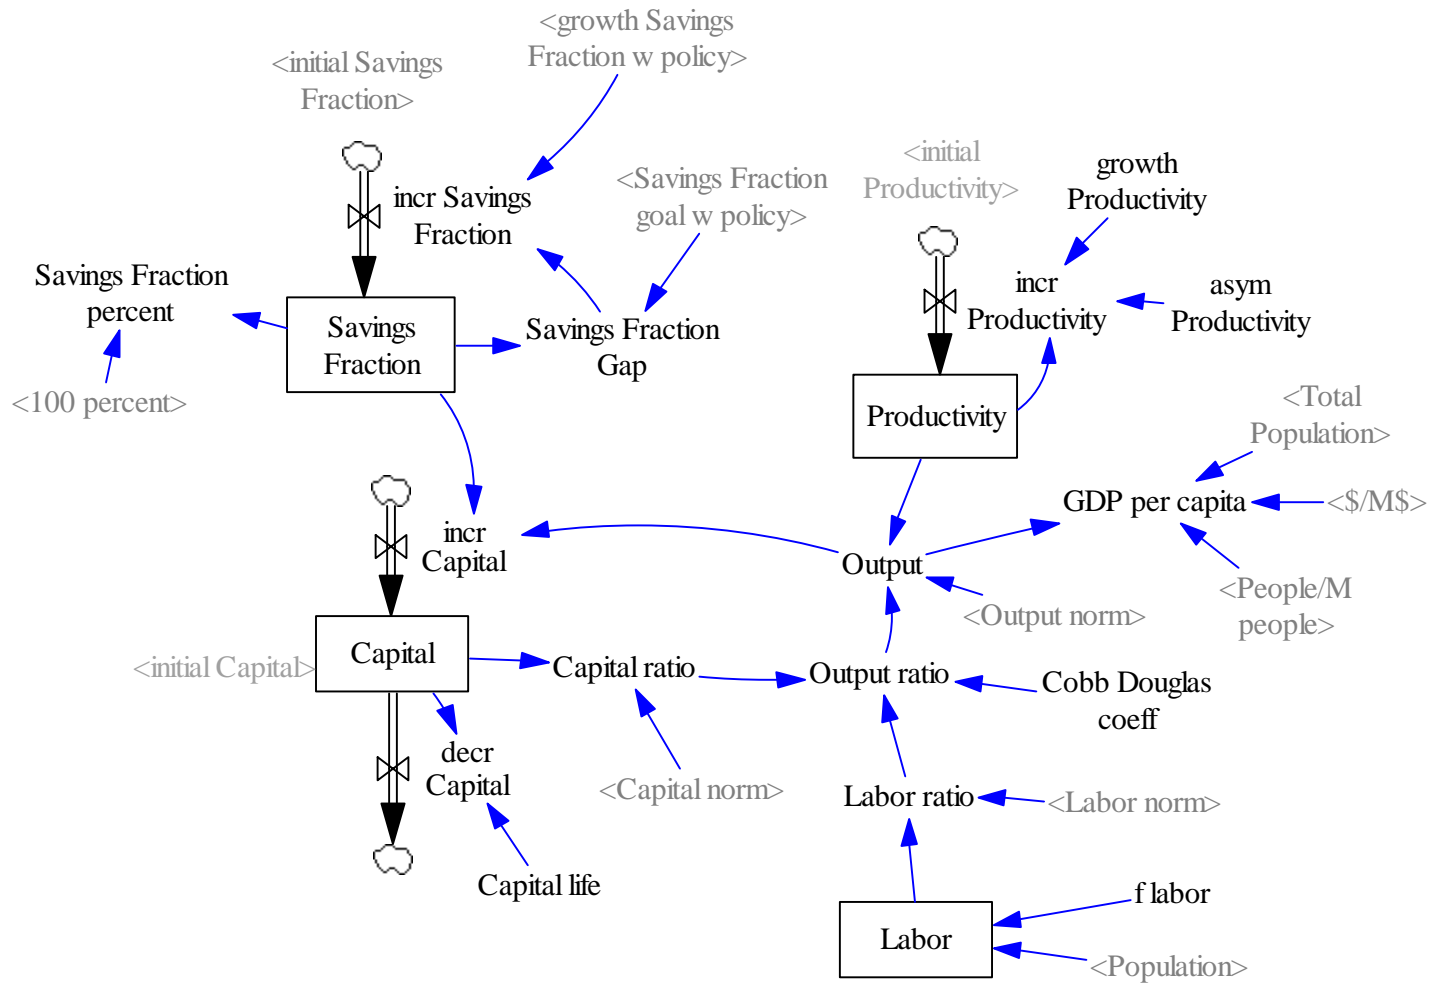 <growth Savings
Fraction w policy>
<initial Savings
Fraction>
incr Savings
Fraction
<Savings Fraction
goal w policy>
<initial
Productivity>
growth
Productivity
Savings Fraction
percent
Savings
Fraction
Savings Fraction
Gap
incr
Productivity
asym
Productivity
<100 percent>
Productivity
<Total
Population>
GDP per capita
<$/M$>
incr
Capital
Output
<People/M
people>
<Output norm>
<initial Capital>
Capital
Capital ratio
Output ratio
Cobb Douglas
coeff
decr
Capital
<Capital norm>
Labor ratio
<Labor norm>
Capital life
f labor
Labor
<Population>